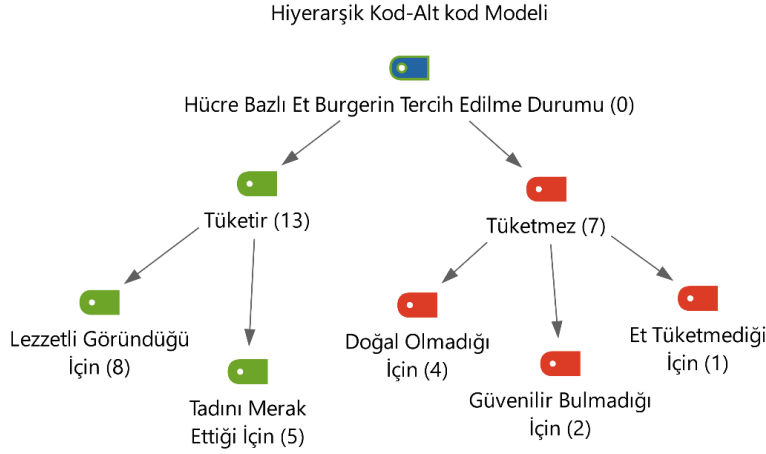 Hiyerarşik Kod-Alt kod Modeli
Hücre Bazlı Et Burgerin Tercih Edilme Durumu (0)
Tüketir (13)
Tüketmez (7)
Lezzetli Göründüğü
İçin (8)
Tadını Merak
Ettiği İçin (5)
Doğal Olmadığı
İçin (4)
Güvenilir Bulmadığı
İçin (2)
Et Tüketmediği
İçin (1)